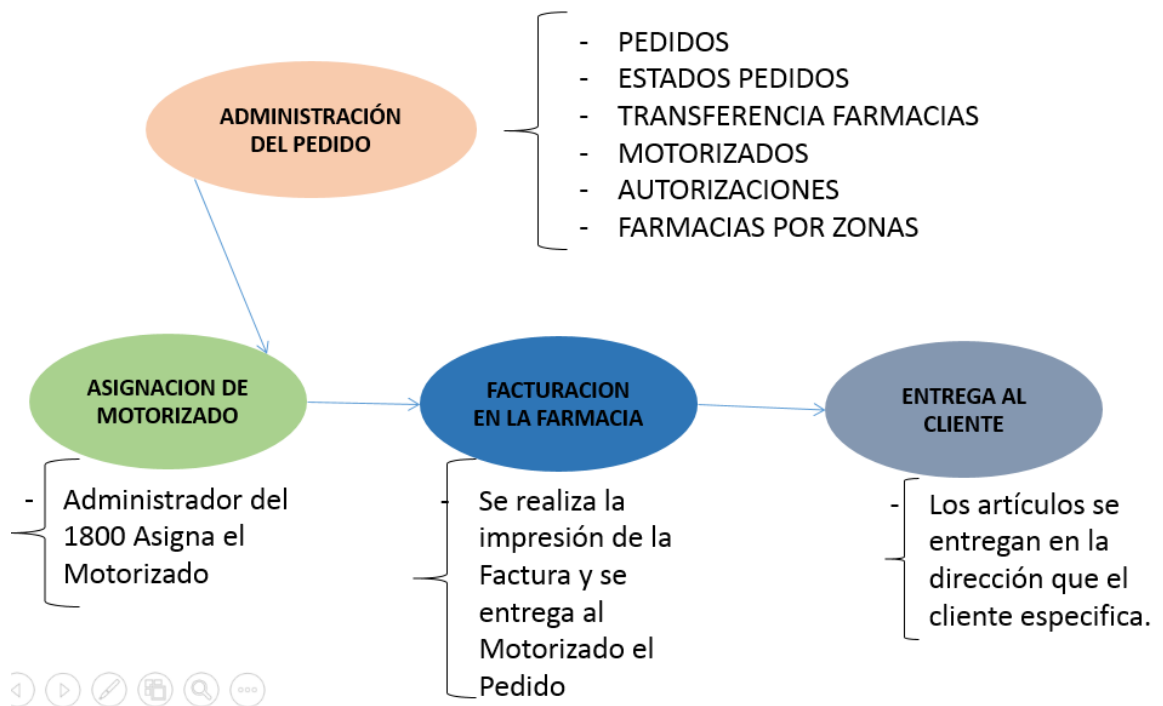 ADMINISTRACIÓN
DEL PEDIDO
- PEDIDOS
- ESTADOS PEDIDOS
- TRANSFERENCIA FARMACIAS
- MOTORIZADOS
- AUTORIZACIONES
- FARMACIAS POR ZONAS
ASIGNACION DE
MOTORIZADO
- Administrador del
1800 Asigna el
Motorizado
FACTURACION
EN LA FARMACIA
- Se realiza la
impresión de la
Factura y se
entrega al
Motorizado el
Pedido
ENTREGA AL
CLIENTE
- Los artículos se
entregan en la
dirección que el
cliente especifica.